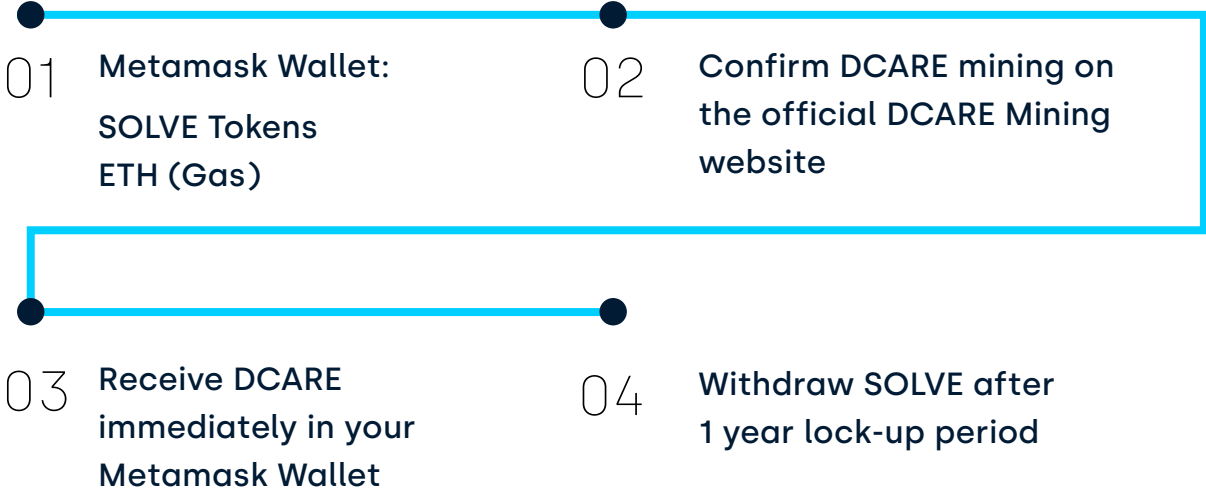 01
Metamask Wallet:
SOLVE Tokens
ETH (Gas)
02
Confirm DCARE mining on
the official DCARE Mining
website
03
Receive DCARE
immediately in your
Metamask Wallet
04
Withdraw SOLVE after
1 year lock-up period